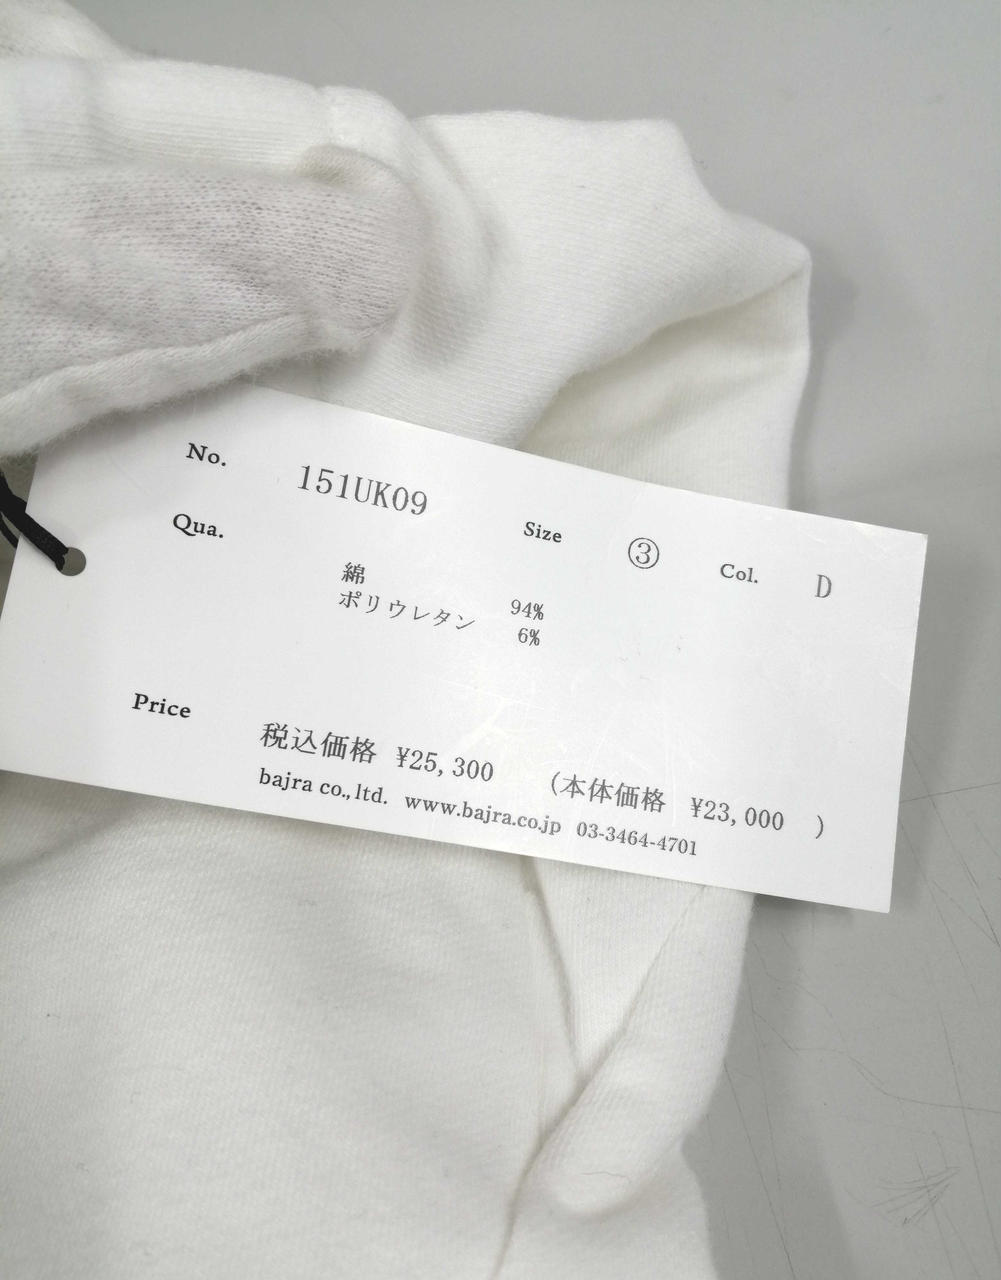 No. 151UK09
Qua. Size ③ Col. D
綿 94%
ポリウレタン 6%
Price
税込価格 ¥25,300 (本体価格 ¥23,000 )
bajra co.,ltd. www.bajra.co.jp 03-3464-4701